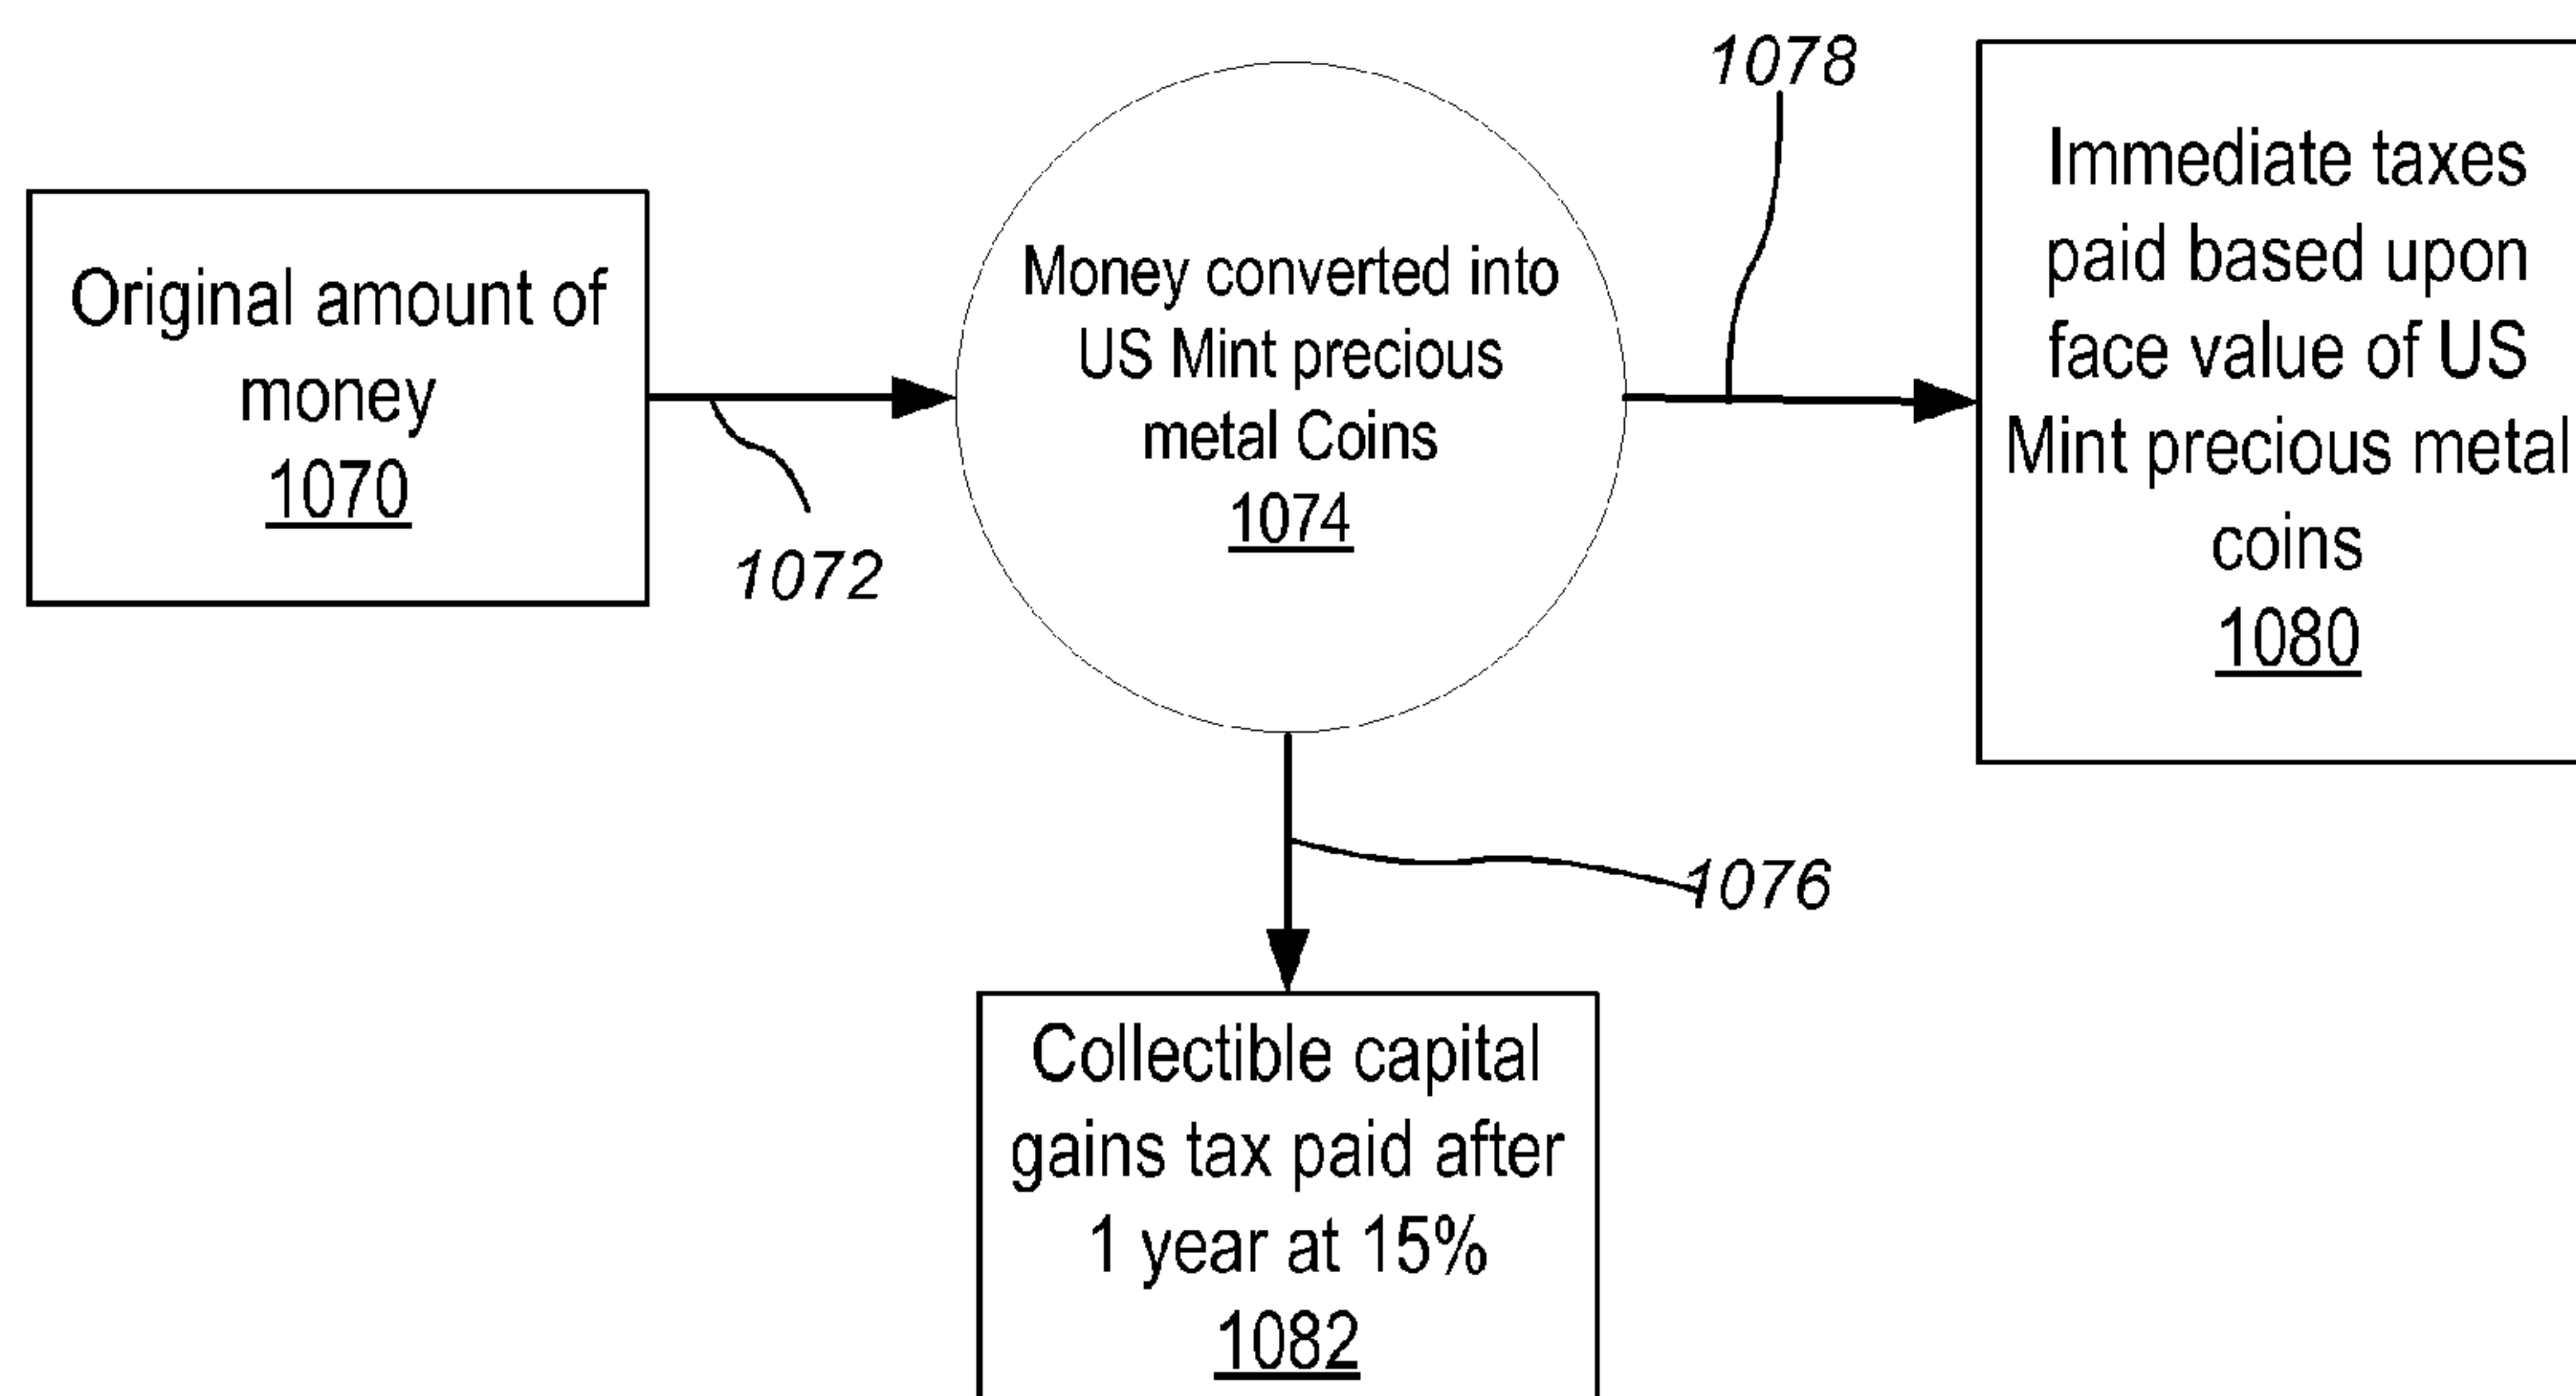 Original amount of
money
1070
1072
Money converted into
US Mint precious
metal Coins
1074
1078
Immediate taxes
paid based upon
face value of US
Mint precious metal
coins
1080
1076
Collectible capital
gains tax paid after
1 year at 15%
1082